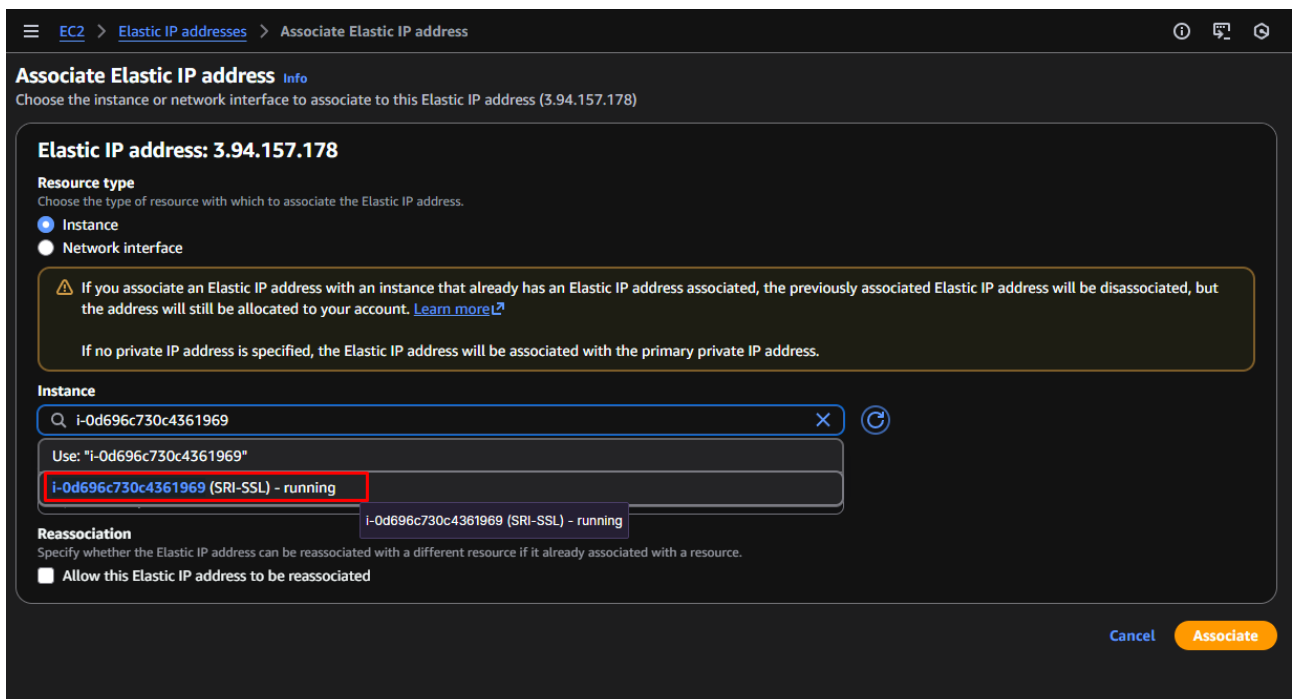 EC2 > Elastic IP addresses > Associate Elastic IP address
Associate Elastic IP address Info
Choose the instance or network interface to associate to this Elastic IP address (3.94.157.178)
Elastic IP address: 3.94.157.178
Resource type
Choose the type of resource with which to associate the Elastic IP address.
Instance
Network interface
If you associate an Elastic IP address with an instance that already has an Elastic IP address associated, the previously associated Elastic IP address will be disassociated, but
the address will still be allocated to your account. Learn more
If no private IP address is specified, the Elastic IP address will be associated with the primary private IP address.
Instance
i-0d696c730c4361969
Use: "i-0d696c730c4361969"
i-0d696c730c4361969 (SRI-SSL) - running
i-0d696c730c4361969 (SRI-SSL) - running
Reassociation
Specify whether the Elastic IP address can be reassociated with a different resource if it already associated with a resource.
Allow this Elastic IP address to be reassociated
Cancel
Associate